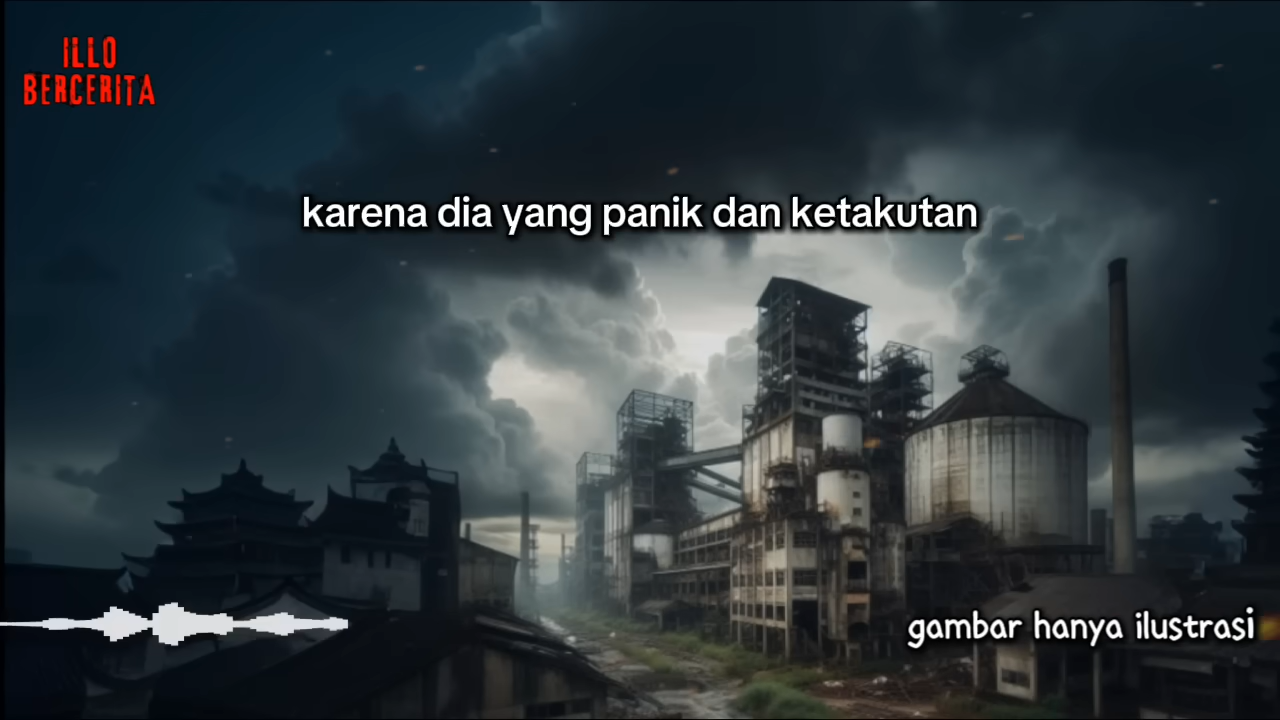 ILLO
BERCERITA
karena dia yang panik dan ketakutan
gambar hanya ilustrasi